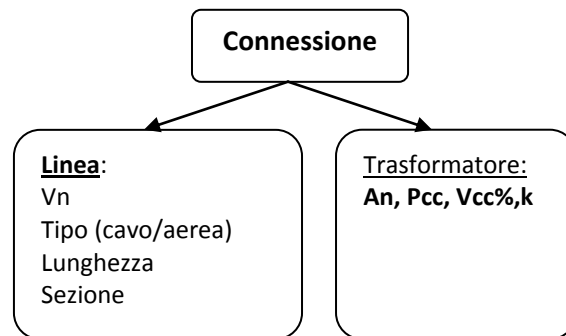 Connessione
Linea:
Vn
Tipo (cavo/aerea)
Lunghezza
Sezione
Trasformatore:
An, Pcc, Vcc%,k